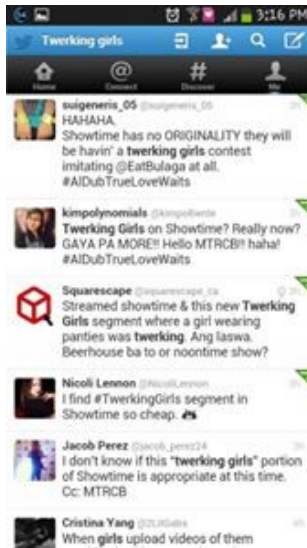 3:16 PM
Twerking girls
Home
Connect
Discover
Me
suigeneris_05 @suigeneris_05
HAHAHA.
Showtime has no ORIGINALITY they will
be havin' a twerking girls contest
imitating @EatBulaga at all.
#AlDubTrueLoveWaits
kimpolynomials
Twerking Girls on Showtime? Really now?
GAYA PA MORE!! Hello MTRCB!! haha!
#AlDubTrueLoveWaits
Squarescape @squarescape_ca
Streamed showtime & this new Twerking
Girls segment where a girl wearing
panties was twerking. Ang laswa.
Beerhouse ba to or noontime show?
Nicoli Lennon @NicoliLennon
I find #TwerkingGirls segment in
Showtime so cheap.
Jacob Perez @jacob_perez24
I don't know if this "twerking girls" portion
of Showtime is appropriate at this time.
Cc: MTRCB
Cristina Yang
When girls upload videos of them